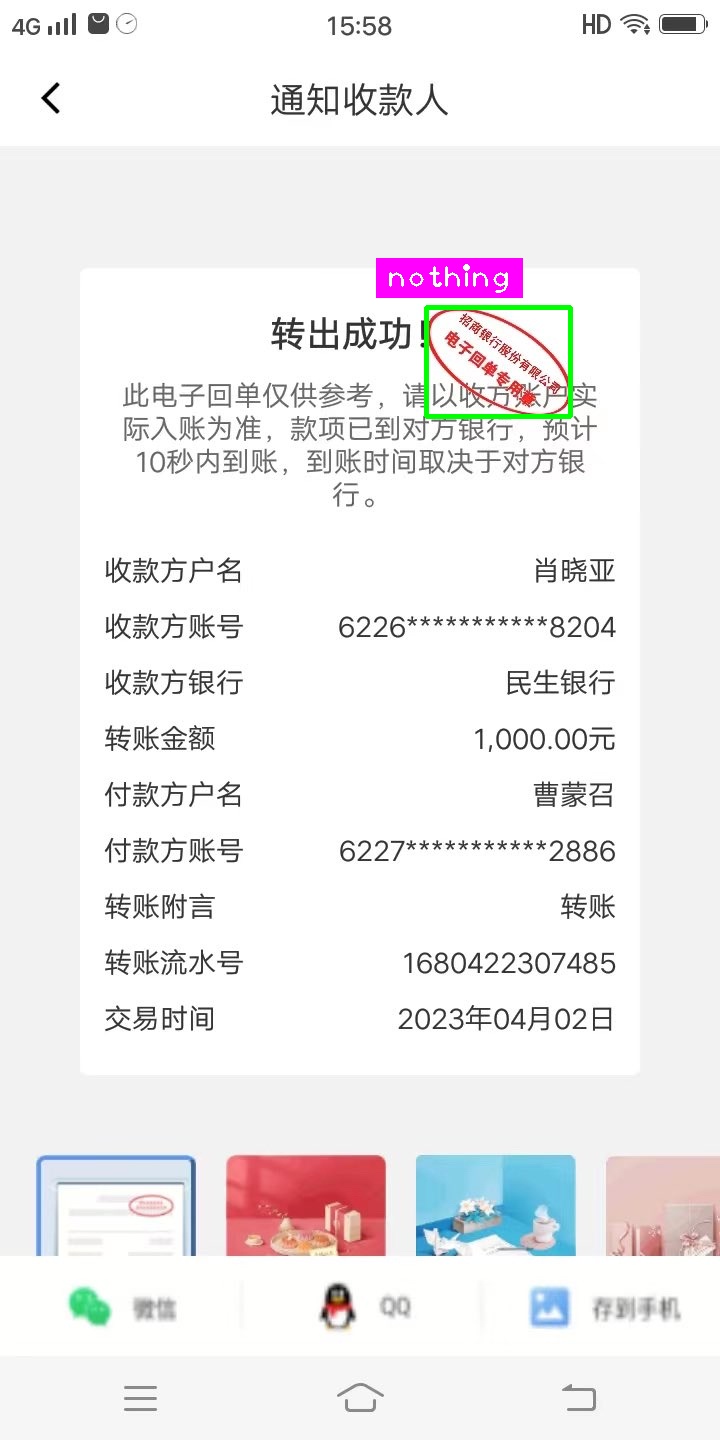 4G 15:58 HD
通知收款人
nothing
转出成功!
招商银行股份有限公司
电子回单专用章
此电子回单仅供参考，请以收方账户实
际入账为准，款项已到对方银行，预计
10秒内到账，到账时间取决于对方银
行。
收款方户名 肖晓亚
收款方账号 6226***********8204
收款方银行 民生银行
转账金额 1,000.00元
付款方户名 曹蒙召
付款方账号 6227***********2886
转账附言 转账
转账流水号 1680422307485
交易时间 2023年04月02日
微信 QQ 存到手机